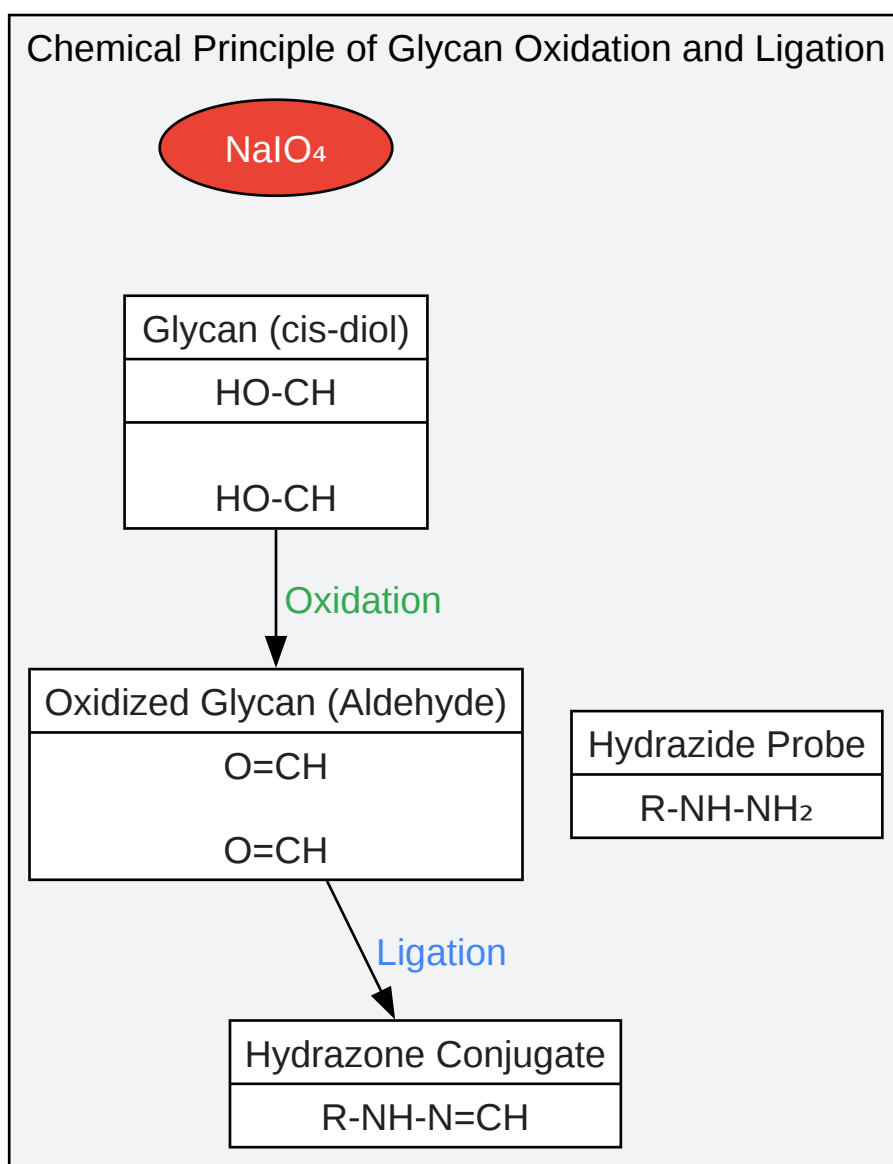 Chemical Principle of Glycan Oxidation and Ligation
NaIO₄
Glycan (cis-diol)
HO-CH
HO-CH
Oxidation
Oxidized Glycan (Aldehyde)
O=CH
O=CH
Hydrazide Probe
R-NH-NH₂
Ligation
Hydrazone Conjugate
R-NH-N=CH